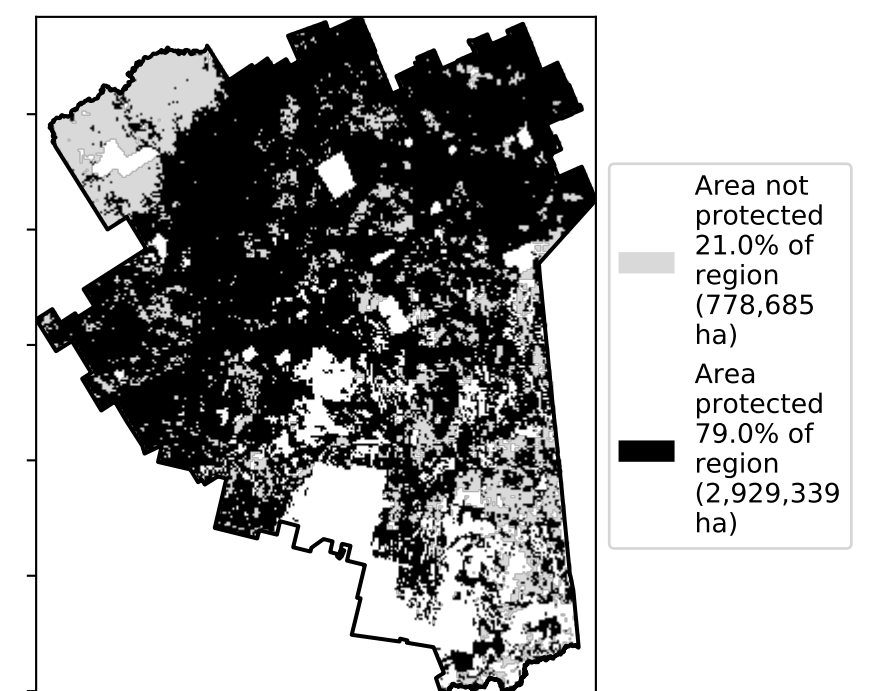 Area not
protected
21.0% of
region
(778,685
ha)
Area
protected
79.0% of
region
(2,929,339
ha)